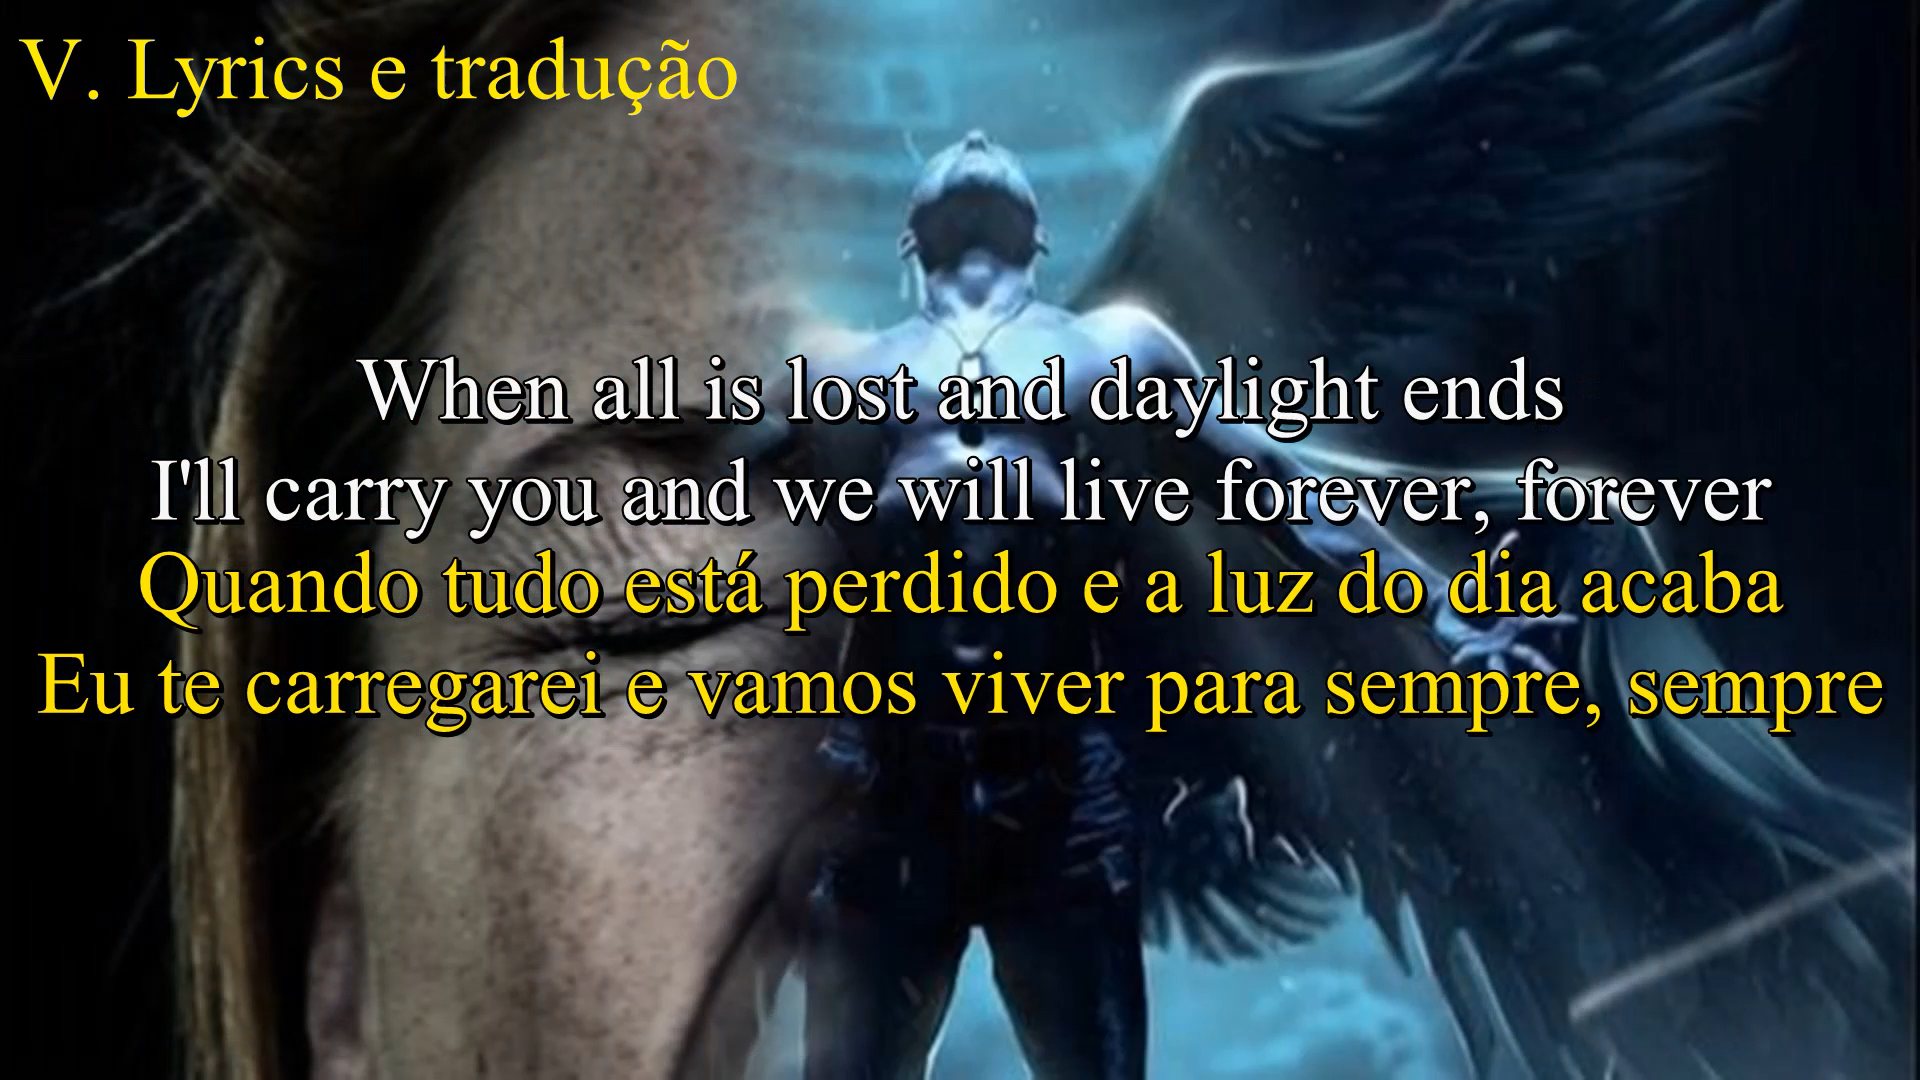 V. Lyrics e tradução
When all is lost and daylight ends
I'll carry you and we will live forever, forever
Quando tudo está perdido e a luz do dia acaba
Eu te carregarei e vamos viver para sempre, sempre